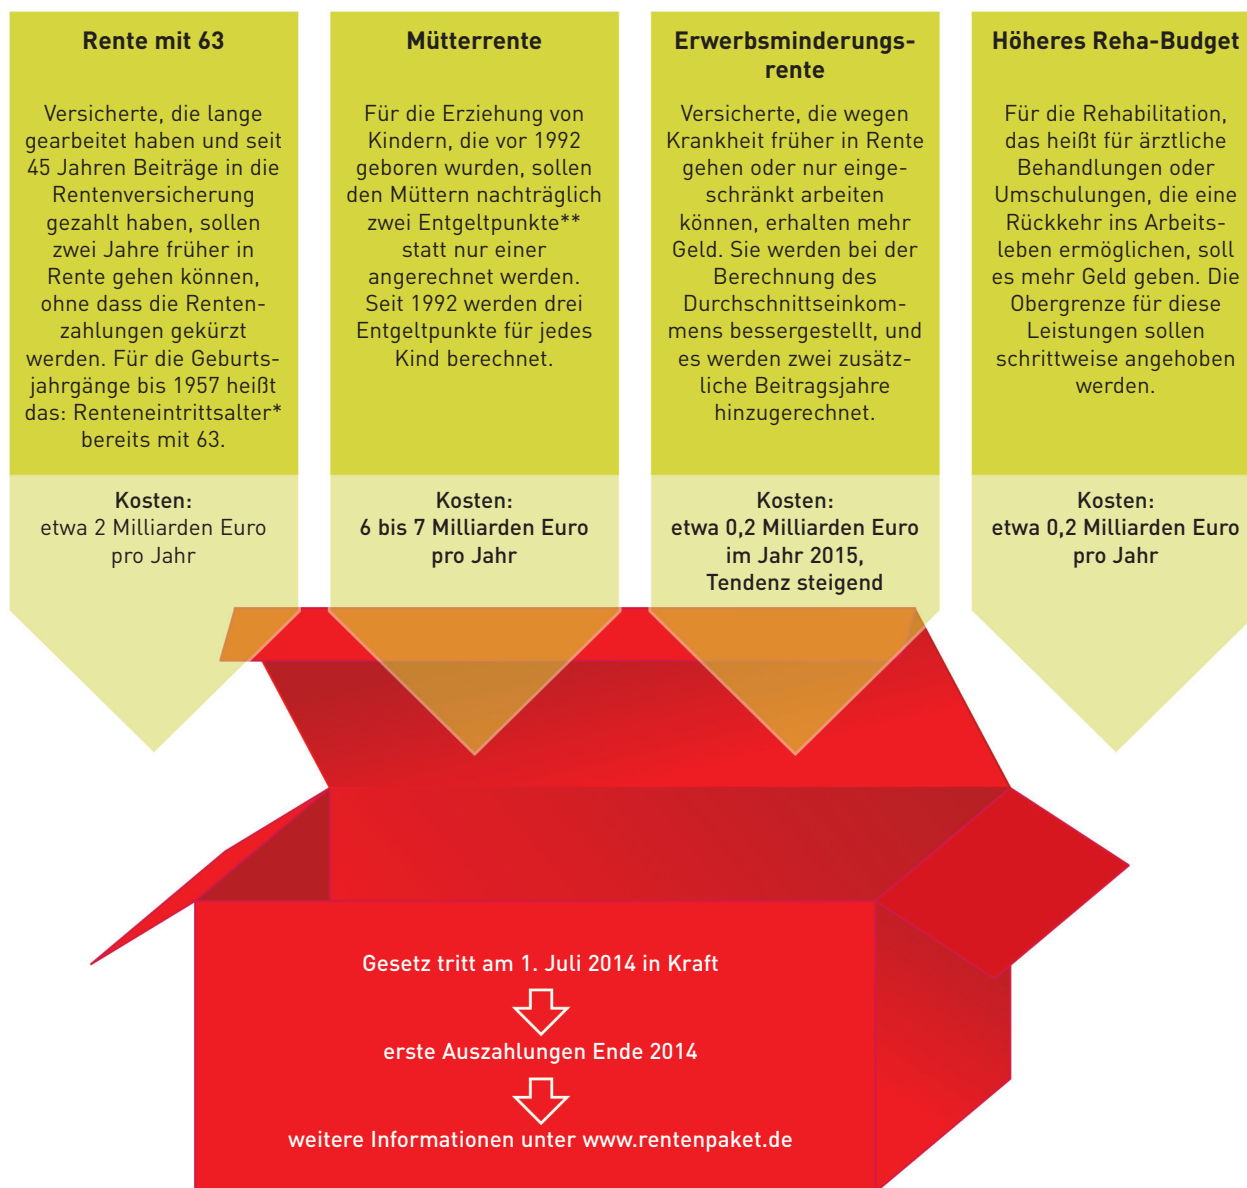 Rente mit 63
Versicherte, die lange
gearbeitet haben und seit
45 Jahren Beiträge in die
Rentenversicherung
gezahlt haben, sollen
zwei Jahre früher in
Rente gehen können,
ohne dass die Renten-
zahlungen gekürzt
werden. Für die Geburts-
jahrgänge bis 1957 heißt
das: Renteneintrittsalter*
bereits mit 63.
Kosten:
etwa 2 Milliarden Euro
pro Jahr
Mütterrente
Für die Erziehung von
Kindern, die vor 1992
geboren wurden, sollen
den Müttern nachträglich
zwei Entgeltpunkte**
statt nur einer
angerechnet werden.
Seit 1992 werden drei
Entgeltpunkte für jedes
Kind berechnet.
Kosten:
6 bis 7 Milliarden Euro
pro Jahr
Erwerbsminderungs-
rente
Versicherte, die wegen
Krankheit früher in Rente
gehen oder nur einge-
schränkt arbeiten
können, erhalten mehr
Geld. Sie werden bei der
Berechnung des
Durchschnittseinkom-
mens bessergestellt, und
es werden zwei zusätz-
liche Beitragsjahre
hinzugerechnet.
Kosten:
etwa 0,2 Milliarden Euro
im Jahr 2015,
Tendenz steigend
Höheres Reha-Budget
Für die Rehabilitation,
das heißt für ärztliche
Behandlungen oder
Umschulungen, die eine
Rückkehr ins Arbeits-
leben ermöglichen, soll
es mehr Geld geben. Die
Obergrenze für diese
Leistungen sollen
schrittweise angehoben
werden.
Kosten:
etwa 0,2 Milliarden Euro
pro Jahr
Gesetz tritt am 1. Juli 2014 in Kraft
erste Auszahlungen Ende 2014
weitere Informationen unter www.rentenpaket.de